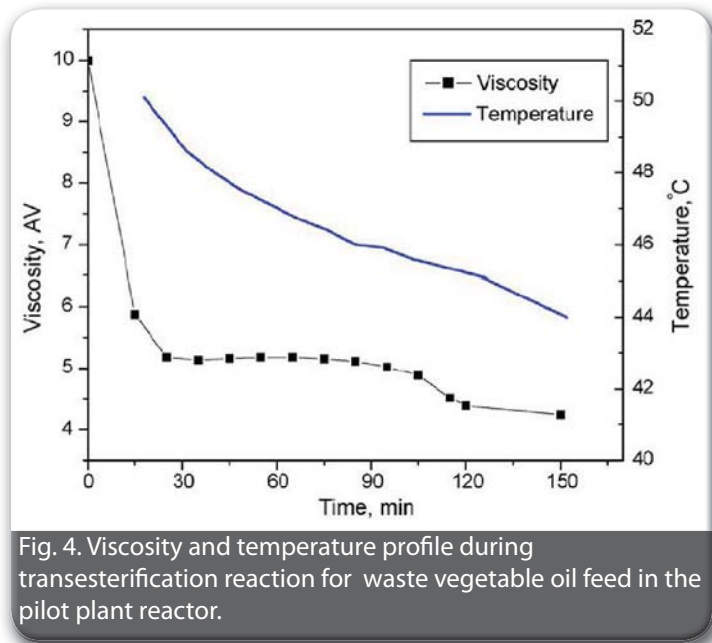 52
10
50
9
48
8
46
7
44
6
42
5
40
4
Viscosity, AV
Temperature,°C
Viscosity
Temperature
0 30 60 90 120 150
Time, min
Fig. 4. Viscosity and temperature profile during
transesterification reaction for waste vegetable oil feed in the
pilot plant reactor.